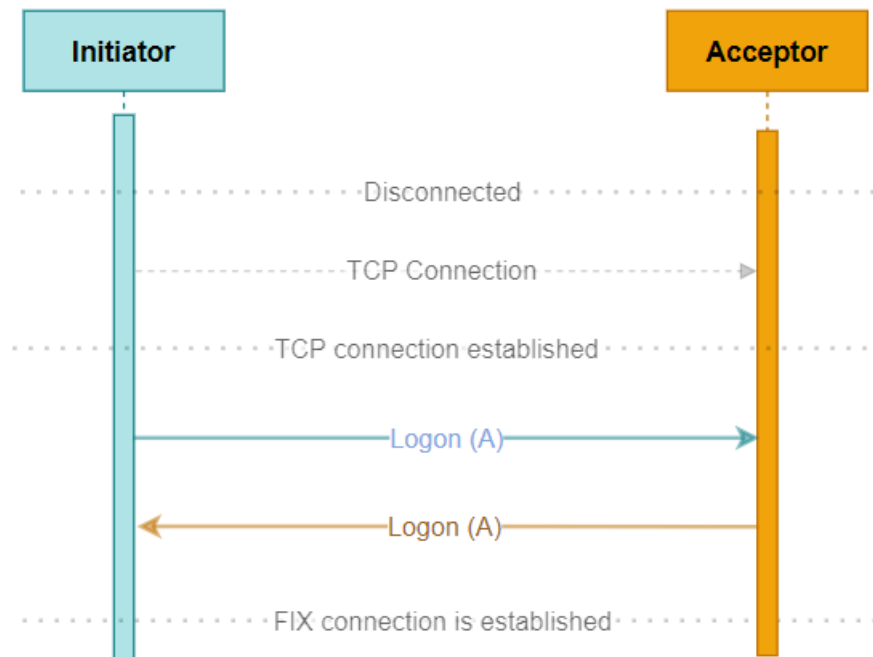 Initiator
Acceptor
Disconnected
TCP Connection
TCP connection established
Logon (A)
Logon (A)
FIX connection is established